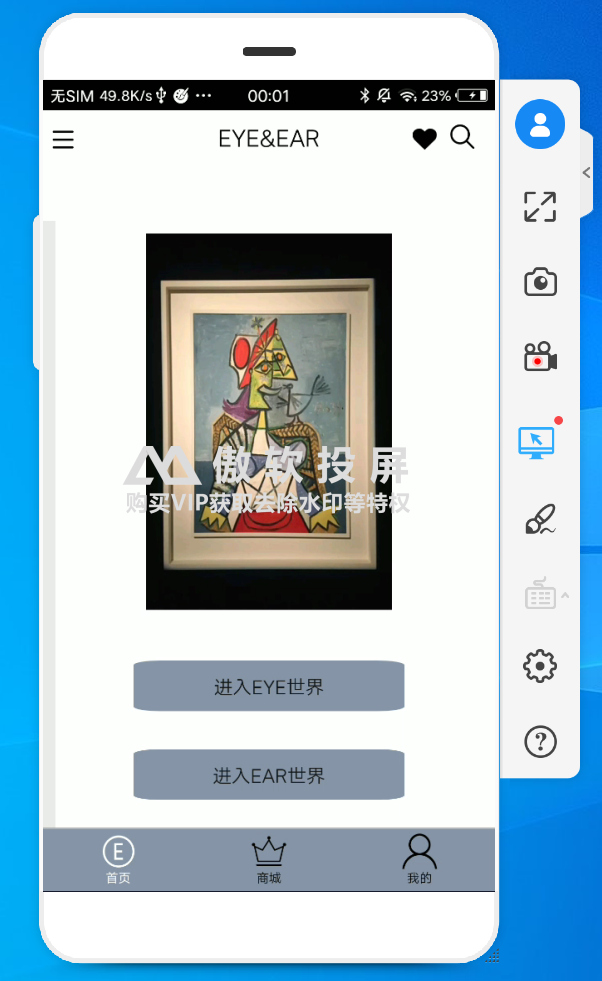 无SIM 49.8K/s ··· 00:01 23%
EYE&EAR
傲软投屏
购买VIP获取去除水印等特权
进入EYE世界
进入EAR世界
E
首页 商城 我的
?